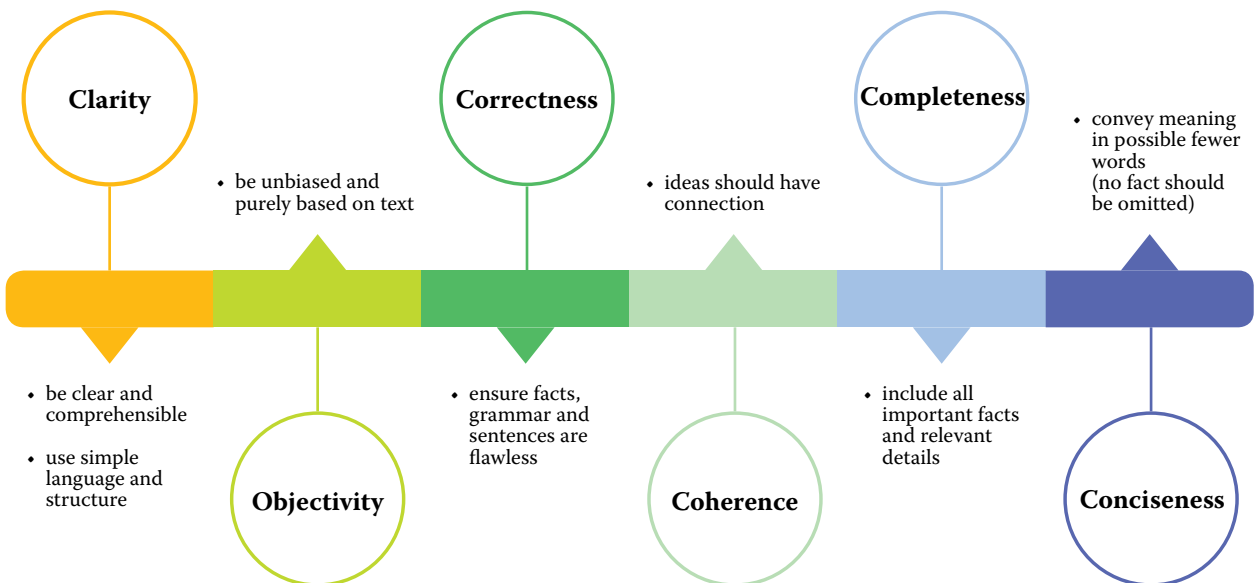 Clarity
• be clear and
comprehensible
• use simple
language and
structure
• be unbiased and
purely based on text
Objectivity
Correctness
• ensure facts,
grammar and
sentences are
flawless
• ideas should have
connection
Coherence
Completeness
• include all
important facts
and relevant
details
• convey meaning
in possible fewer
words
(no fact should
be omitted)
Conciseness